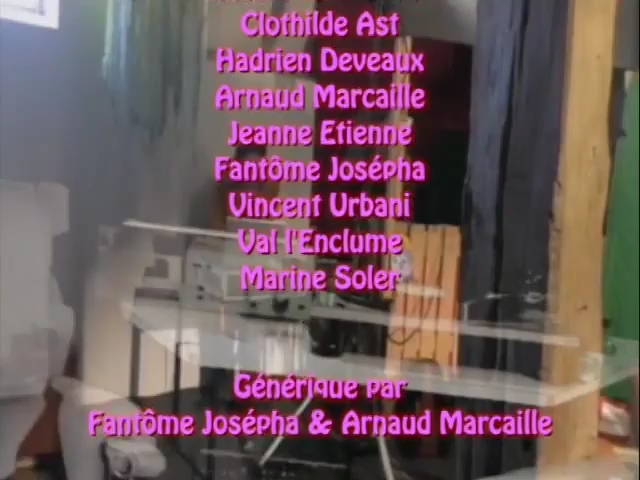 Clothilde Ast
Hadrien Deveaux
Arnaud Marcaille
Jeanne Etienne
Fantôme Josépha
Vincent Urbani
Val l'Enclume
Marine Soler
Générique par
Fantôme Josépha & Arnaud Marcaille